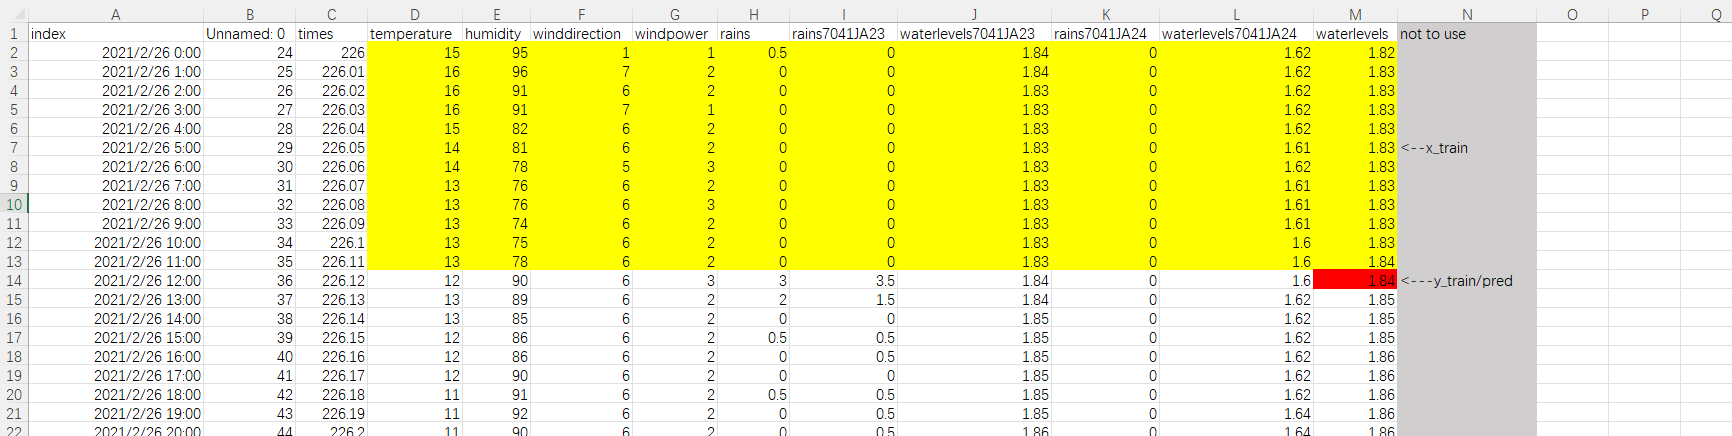 A B C D E F G H I J K L M N O P Q
1 index Unnamed: 0 times temperature humidity winddirection windpower rains rains7041JA23 waterlevels7041JA23 rains7041JA24 waterlevels7041JA24 waterlevels not to use
2 2021/2/26 0:00 24 226 15 95 1 1 0.5 0 1.84 0 1.62 1.82
3 2021/2/26 1:00 25 226.01 16 96 7 2 0 0 1.84 0 1.62 1.83
4 2021/2/26 2:00 26 226.02 16 91 6 2 0 0 1.83 0 1.62 1.83
5 2021/2/26 3:00 27 226.03 16 91 7 1 0 0 1.83 0 1.62 1.83
6 2021/2/26 4:00 28 226.04 15 82 6 2 0 0 1.83 0 1.62 1.83
7 2021/2/26 5:00 29 226.05 14 81 6 2 0 0 1.83 0 1.61 1.83 <--x_train
8 2021/2/26 6:00 30 226.06 14 78 5 3 0 0 1.83 0 1.62 1.83
9 2021/2/26 7:00 31 226.07 13 76 6 2 0 0 1.83 0 1.61 1.83
10 2021/2/26 8:00 32 226.08 13 76 6 3 0 0 1.83 0 1.61 1.83
11 2021/2/26 9:00 33 226.09 13 74 6 2 0 0 1.83 0 1.61 1.83
12 2021/2/26 10:00 34 226.1 13 75 6 2 0 0 1.83 0 1.6 1.83
13 2021/2/26 11:00 35 226.11 13 78 6 2 0 0 1.83 0 1.6 1.84
14 2021/2/26 12:00 36 226.12 12 90 6 3 3 3.5 1.84 0 1.6 1.84 <---y_train/pred
15 2021/2/26 13:00 37 226.13 13 89 6 2 2 1.5 1.84 0 1.62 1.85
16 2021/2/26 14:00 38 226.14 13 85 6 2 0 0 1.85 0 1.62 1.85
17 2021/2/26 15:00 39 226.15 12 86 6 2 0.5 0.5 1.85 0 1.62 1.85
18 2021/2/26 16:00 40 226.16 12 86 6 2 0 0.5 1.85 0 1.62 1.86
19 2021/2/26 17:00 41 226.17 12 90 6 2 0 0 1.85 0 1.62 1.86
20 2021/2/26 18:00 42 226.18 11 91 6 2 0.5 0.5 1.85 0 1.62 1.86
21 2021/2/26 19:00 43 226.19 11 92 6 2 0 0.5 1.85 0 1.64 1.86
22 2021/2/26 20:00 44 226.2 11 90 6 2 0 0.5 1.86 0 1.64 1.86